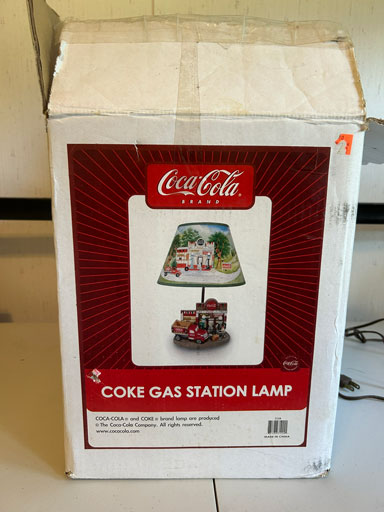 Coca-Cola
BRAND
COKE GAS STATION LAMP
COCA-COLA ® and COKE ® brand lamp are produced
© The Coca-Cola Company. All rights reserved.
www.cocacola.com
MADE IN CHINA